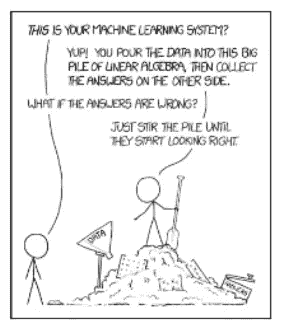 THIS IS YOUR MACHINE LEARNING SYSTEM?
YUP! YOU POUR THE DATA INTO THIS BIG
PILE OF LINEAR ALGEBRA, THEN COLLECT
THE ANSWERS ON THE OTHER SIDE.
WHAT IF THE ANSWERS ARE WRONG?
JUST STIR THE PILE UNTIL
THEY START LOOKING RIGHT.
DATA
ANSWERS